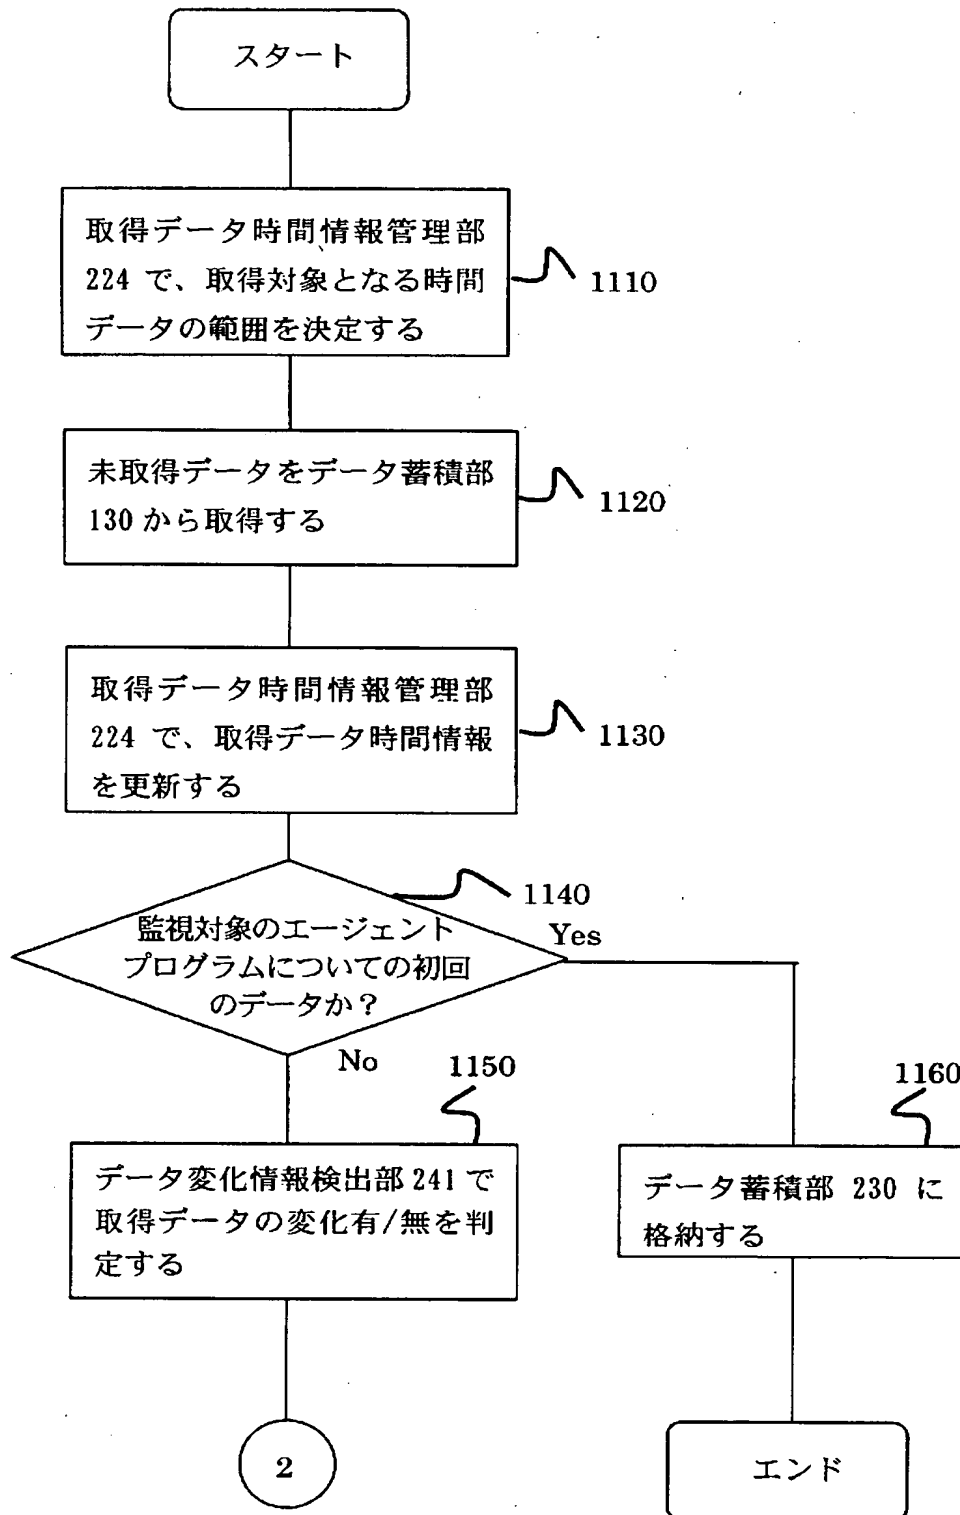 スタート
取得データ時間情報管理部
224 で、取得対象となる時間
データの範囲を決定する
1110
未取得データをデータ蓄積部
130 から取得する
1120
取得データ時間情報管理部
224 で、取得データ時間情報
を更新する
1130
1140
監視対象のエージェント
プログラムについての初回
のデータか？
Yes
No
1150
データ変化情報検出部 241 で
取得データの変化有/無を判
定する
1160
データ蓄積部 230 に
格納する
2
エンド